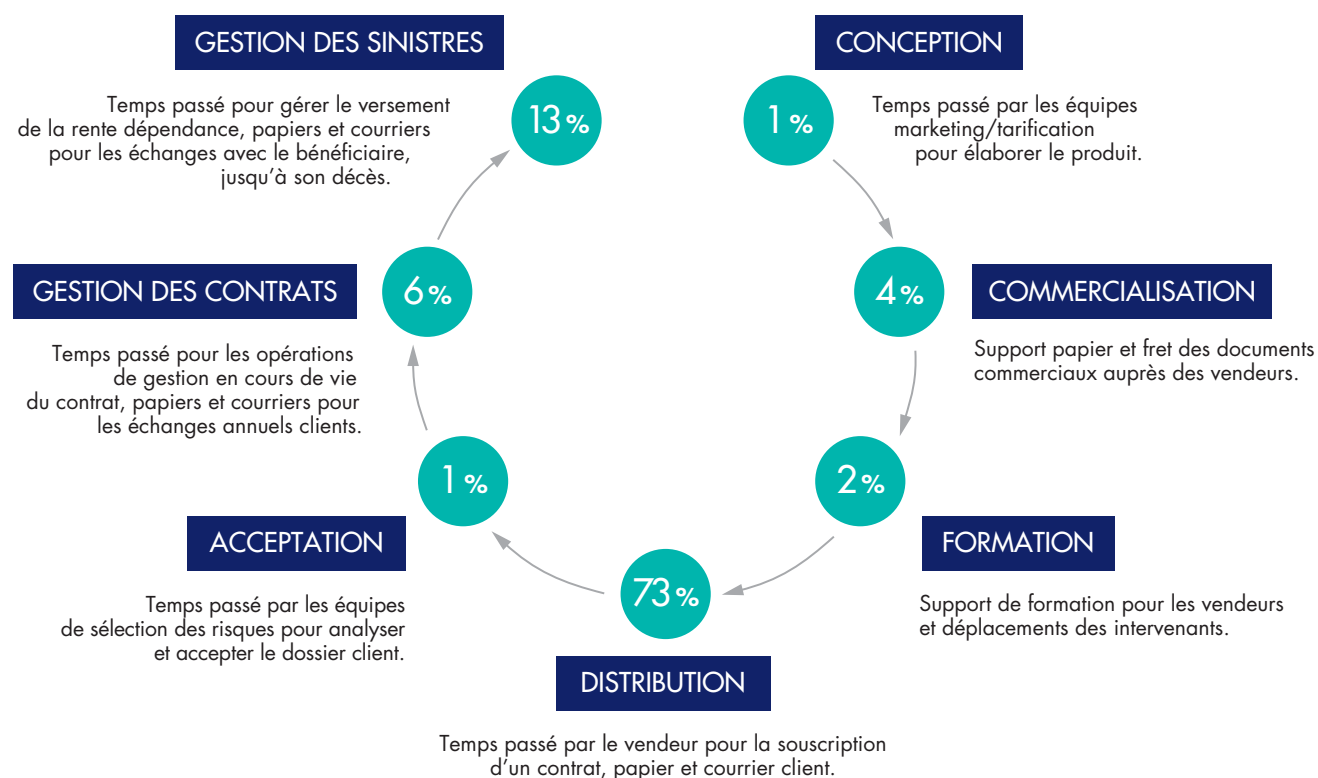 CONCEPTION
1 %
Temps passé par les équipes
marketing/tarification
pour élaborer le produit.
4 %
COMMERCIALISATION
Support papier et fret des documents
commerciaux auprès des vendeurs.
2 %
FORMATION
Support de formation pour les vendeurs
et déplacements des intervenants.
73 %
DISTRIBUTION
Temps passé par le vendeur pour la souscription
d'un contrat, papier et courrier client.
1 %
ACCEPTATION
Temps passé par les équipes
de sélection des risques pour analyser
et accepter le dossier client.
6 %
GESTION DES CONTRATS
Temps passé pour les opérations
de gestion en cours de vie
du contrat, papiers et courriers pour
les échanges annuels clients.
GESTION DES SINISTRES
13 %
Temps passé pour gérer le versement
de la rente dépendance, papiers et courriers
pour les échanges avec le bénéficiaire,
jusqu'à son décès.